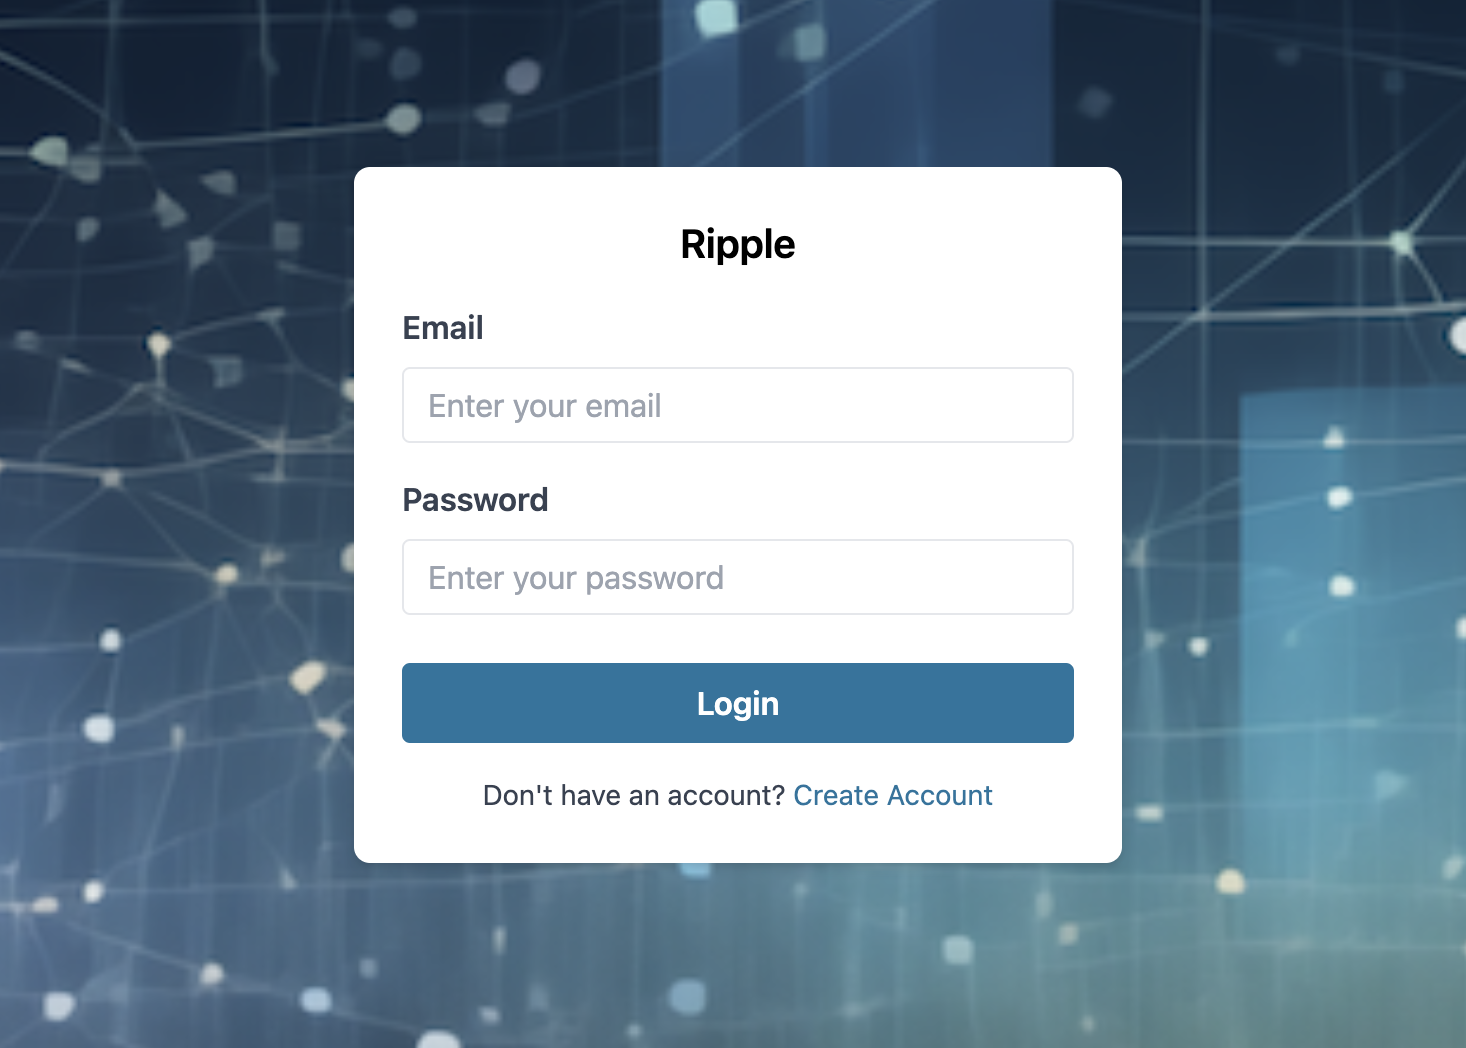 Ripple
Email
Enter your email
Password
Enter your password
Login
Don't have an account? Create Account